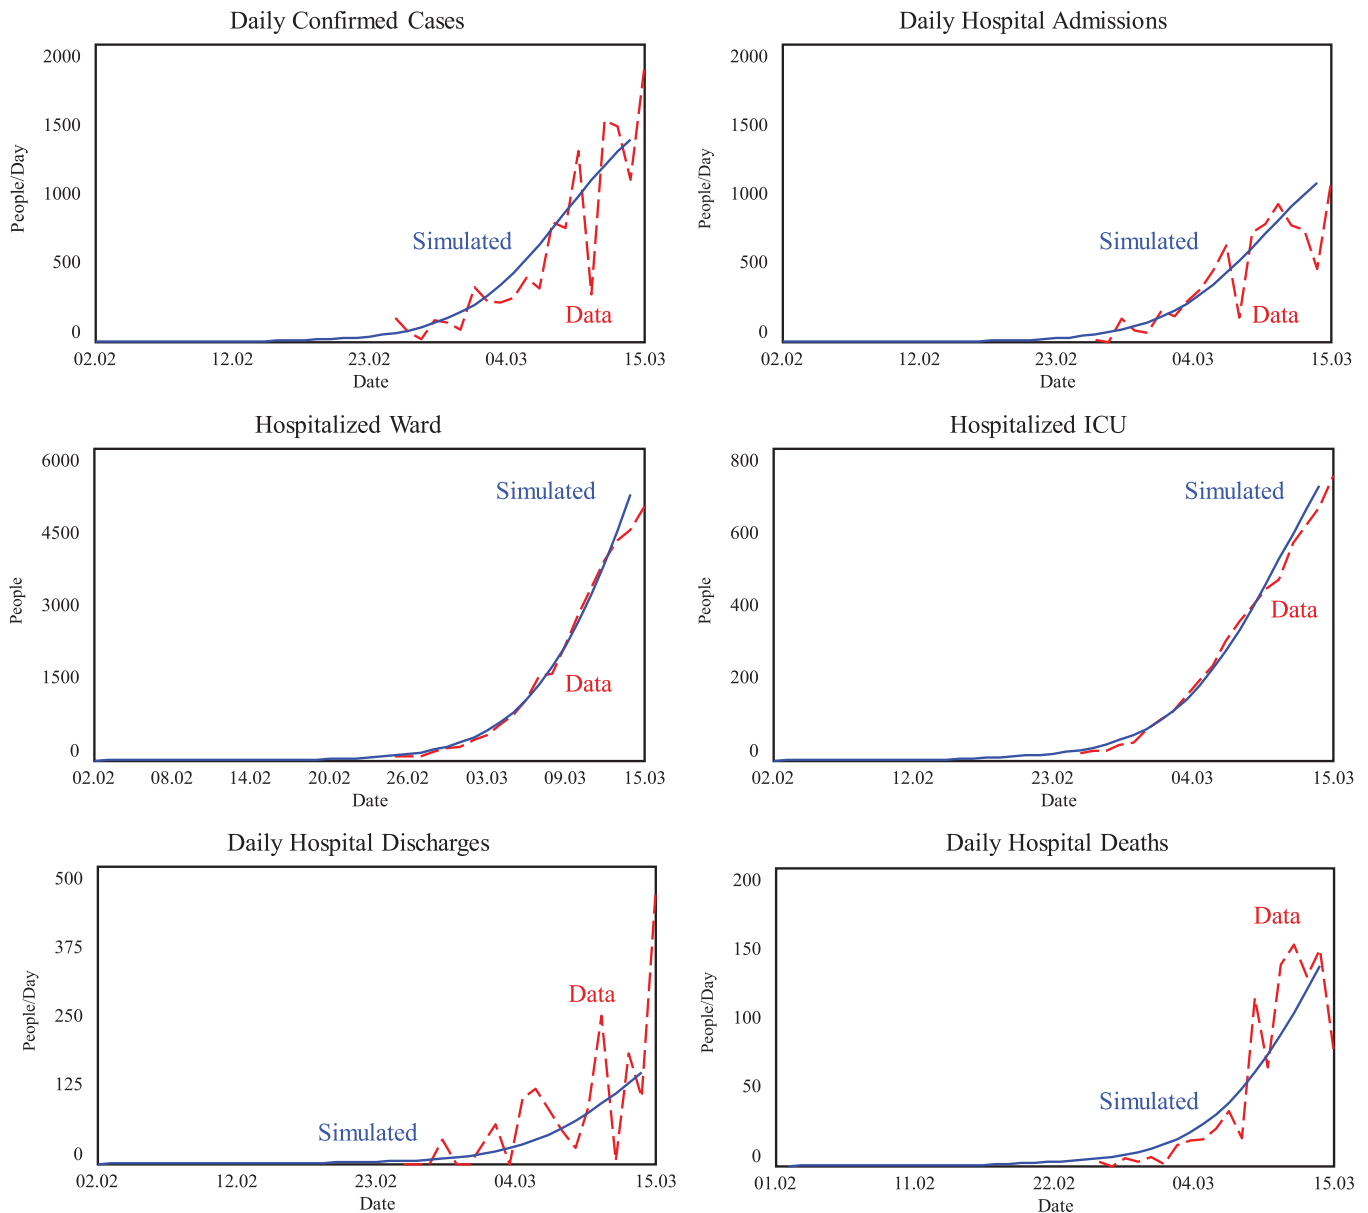 Daily Confirmed Cases
2000
1500
1000
500
0
People/Day
Simulated
Data
02.02 12.02 23.02 04.03 15.03
Date
Daily Hospital Admissions
2000
1500
1000
500
0
People/Day
Simulated
Data
02.02 12.02 23.02 04.03 15.03
Date
Hospitalized Ward
6000
4500
3000
1500
0
People
Simulated
Data
02.02 08.02 14.02 20.02 26.02 03.03 09.03 15.03
Date
Hospitalized ICU
800
600
400
200
0
People
Simulated
Data
02.02 12.02 23.02 04.03 15.03
Date
Daily Hospital Discharges
500
375
250
125
0
People/Day
Data
Simulated
02.02 12.02 23.02 04.03 15.03
Date
Daily Hospital Deaths
200
150
100
50
0
People/Day
Data
Simulated
01.02 11.02 22.02 04.03 15.03
Date